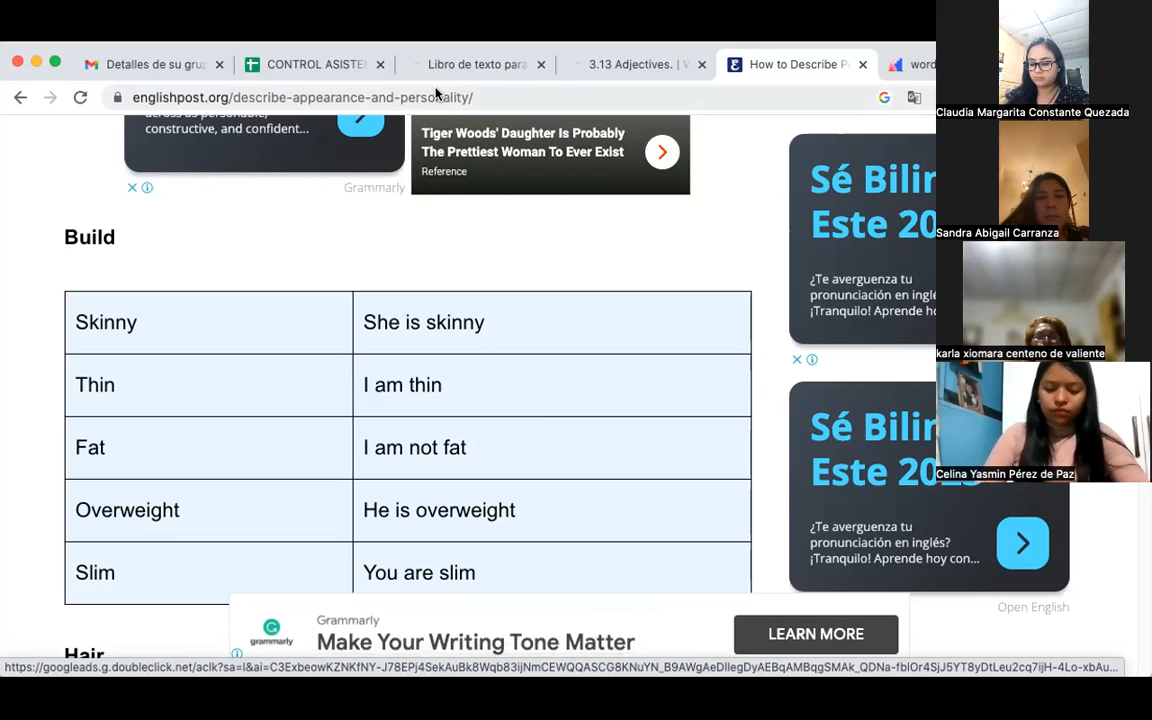 Detalles de su gru
CONTROL ASISTE
Libro de texto para
3.13 Adjectives. |
How to Describe P
word
englishpost.org/describe-appearance-and-personality/
constructive, and confident...
Grammarly
Tiger Woods' Daughter Is Probably
The Prettiest Woman To Ever Exist
Reference
Build
Skinny
She is skinny
Thin
I am thin
Fat
I am not fat
Overweight
He is overweight
Slim
You are slim
Hair
Grammarly
grammarly
Make Your Writing Tone Matter
LEARN MORE
Sé Bilin
Este 20
¿Te averguenza tu
pronunciación en inglé
¡Tranquilo! Aprende ho
Sé Bilin
Este 20
¿Te averguenza tu
pronunciación en inglés?
¡Tranquilo! Aprende hoy con...
Open English
Claudia Margarita Constante Quezada
Sandra Abigail Carranza
karla xiomara centeno de valiente
Celina Yasmin Pérez de Paz